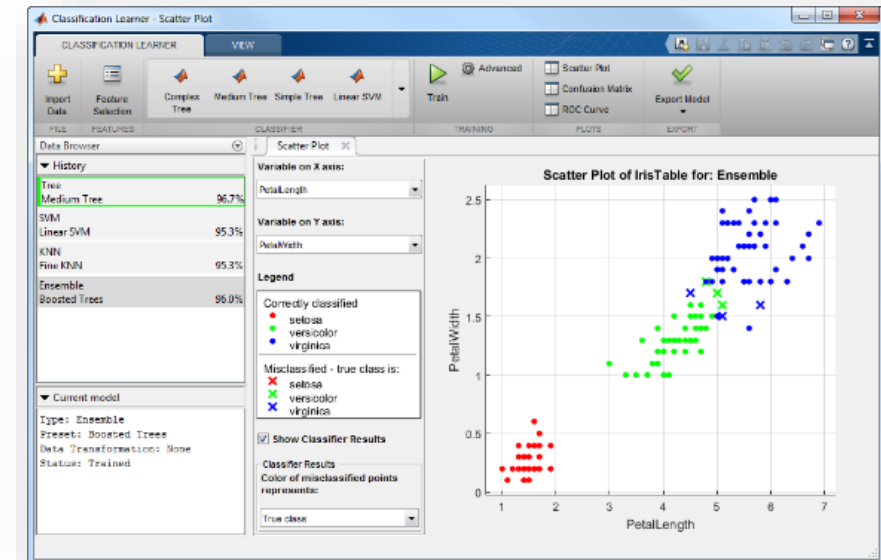 Classification Learner - Scatter Plot
CLASSIFICATION LEARNER VIEW
Import Data
Feature Selection
Complex Tree
Medium Tree
Simple Tree
Linear SVM
Train
Advanced
Scatter Plot
Confusion Matrix
ROC Curve
Export Model
FILE FEATURES CLASSIFIER TRAINING PLOTS EXPORT
Data Browser
History
Tree
Medium Tree 96.7%
SVM
Linear SVM 95.3%
KNN
Fine KNN 95.3%
Ensemble
Boosted Trees 96.0%
Current model
Type: Ensemble
Preset: Boosted Trees
Data Transformation: None
Status: Trained
Scatter Plot
Variable on X axis:
PetalLength
Variable on Y axis:
PetalWidth
Legend
Correctly classified
setosa
versicolor
virginica
Misclassified - true class is:
setosa
versicolor
virginica
Show Classifier Results
Classifier Results
Color of misclassified points
represents:
True class
Scatter Plot of IrisTable for: Ensemble
2.5
2
1.5
1
0.5
0
PetalWidth
1 2 3 4 5 6 7
PetalLength